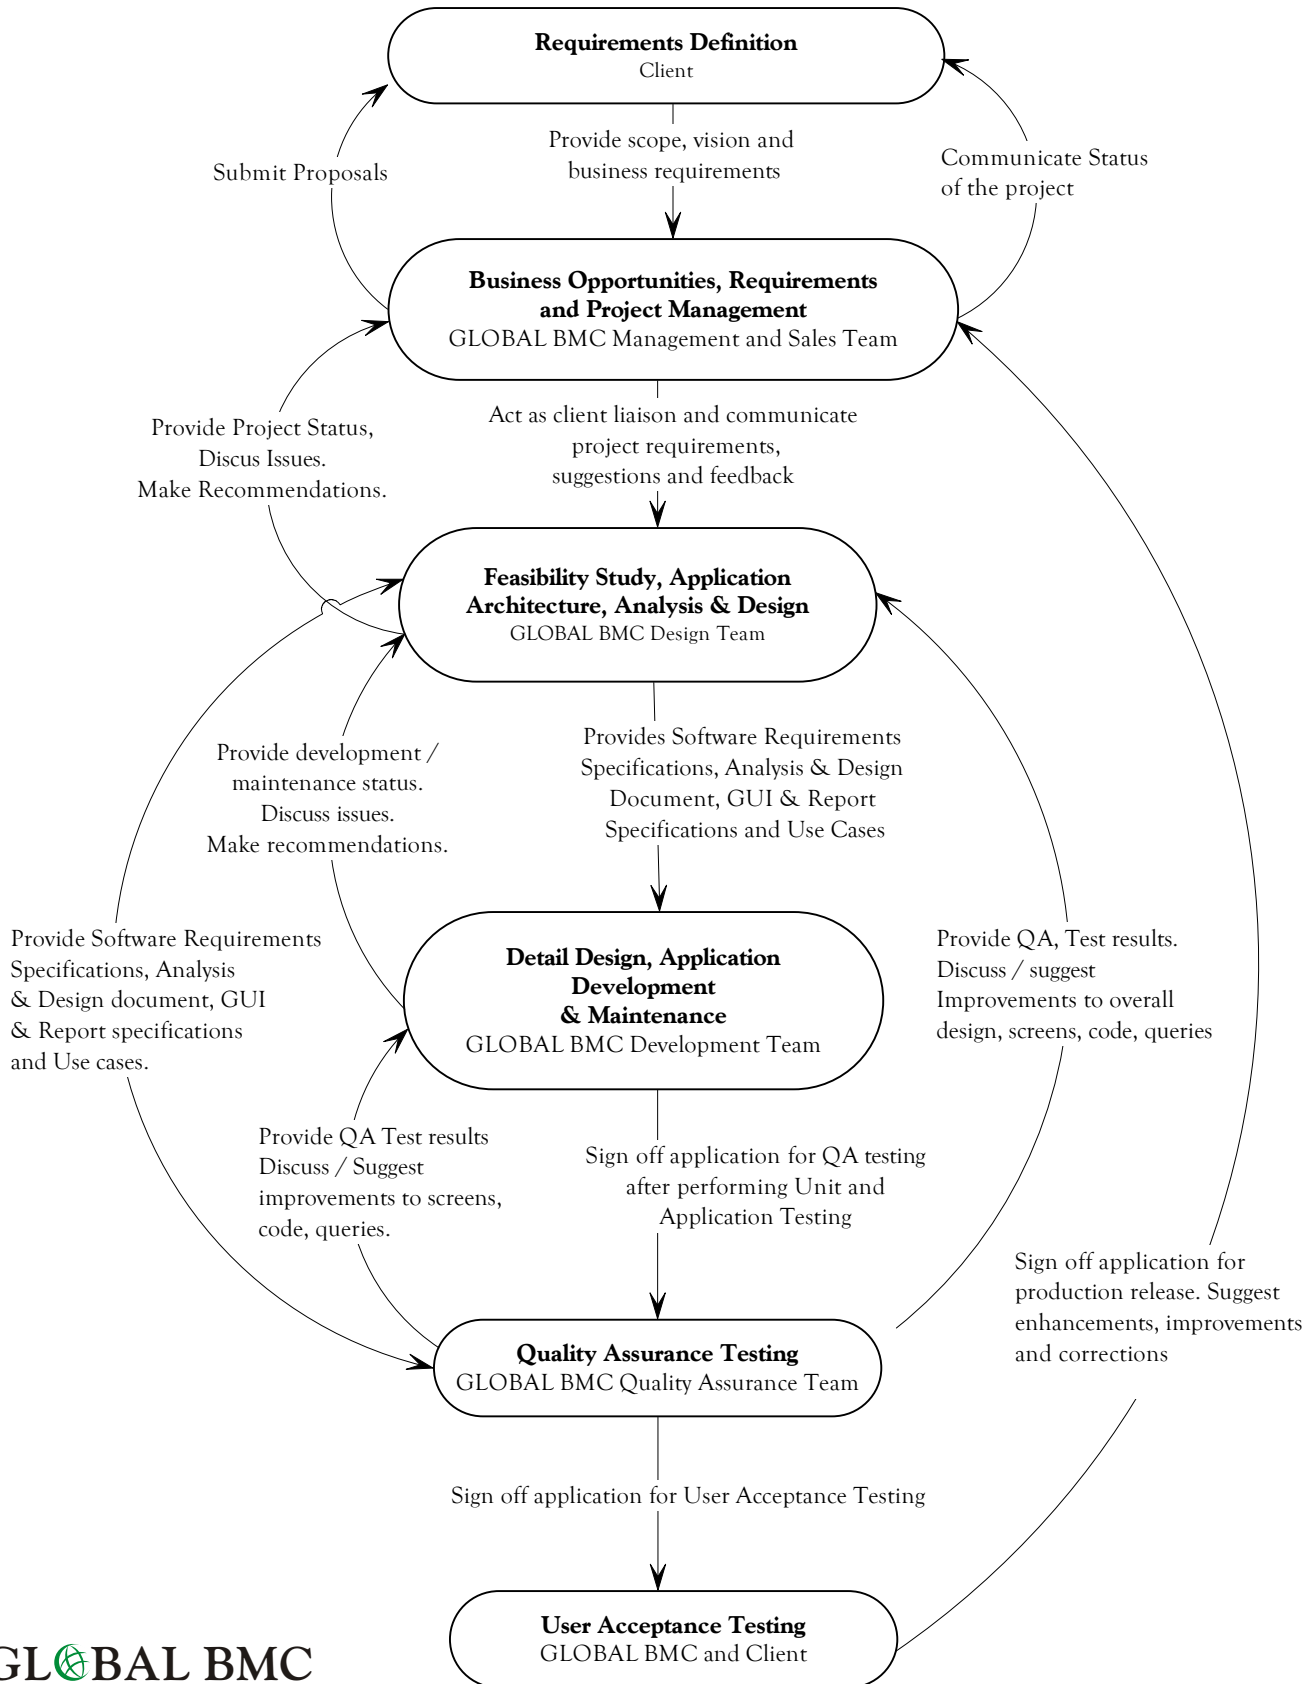 Requirements Definition
Client
Provide scope, vision and
business requirements
Submit Proposals
Communicate Status
of the project
Business Opportunities, Requirements
and Project Management
GLOBAL BMC Management and Sales Team
Provide Project Status,
Discus Issues.
Make Recommendations.
Act as client liaison and communicate
project requirements,
suggestions and feedback
Feasibility Study, Application
Architecture, Analysis & Design
GLOBAL BMC Design Team
Provide development /
maintenance status.
Discuss issues.
Make recommendations.
Provides Software Requirements
Specifications, Analysis & Design
Document, GUI & Report
Specifications and Use Cases
Provide Software Requirements
Specifications, Analysis
& Design document, GUI
& Report specifications
and Use cases.
Detail Design, Application
Development
& Maintenance
GLOBAL BMC Development Team
Provide QA, Test results.
Discuss / suggest
Improvements to overall
design, screens, code, queries
Provide QA Test results
Discuss / Suggest
improvements to screens,
code, queries.
Sign off application for QA testing
after performing Unit and
Application Testing
Sign off application for
production release. Suggest
enhancements, improvements
and corrections
Quality Assurance Testing
GLOBAL BMC Quality Assurance Team
Sign off application for User Acceptance Testing
User Acceptance Testing
GLOBAL BMC and Client
GLOBAL BMC